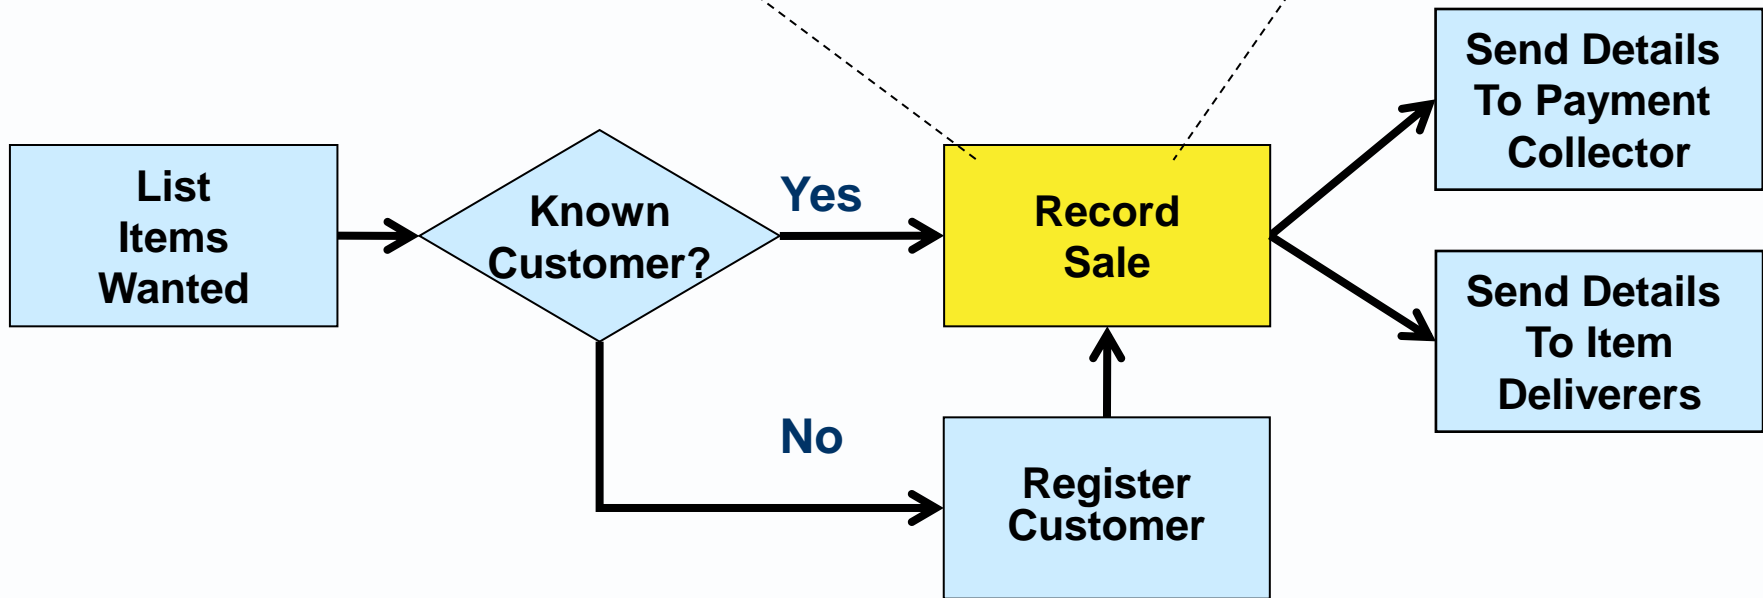 List
Items
Wanted
Known
Customer?
Yes
No
Record
Sale
Register
Customer
Send Details
To Payment
Collector
Send Details
To Item
Deliverers